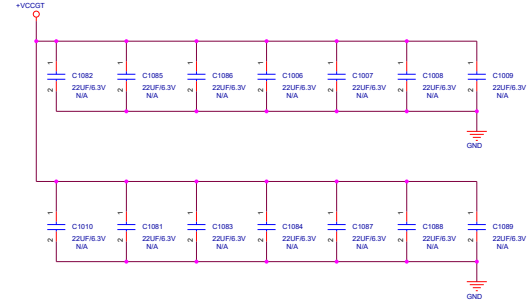 +VCCGT
1 1 1 1 1 1 1
C1082 C1085 C1086 C1006 C1007 C1008 C1009
22UF/6.3V 22UF/6.3V 22UF/6.3V 22UF/6.3V 22UF/6.3V 22UF/6.3V 22UF/6.3V
2 2 2 2 2 2 2
N/A N/A N/A N/A N/A N/A N/A
GND
1 1 1 1 1 1 1
C1010 C1081 C1083 C1084 C1087 C1088 C1089
22UF/6.3V 22UF/6.3V 22UF/6.3V 22UF/6.3V 22UF/6.3V 22UF/6.3V 22UF/6.3V
2 2 2 2 2 2 2
N/A N/A N/A N/A N/A N/A N/A
GND